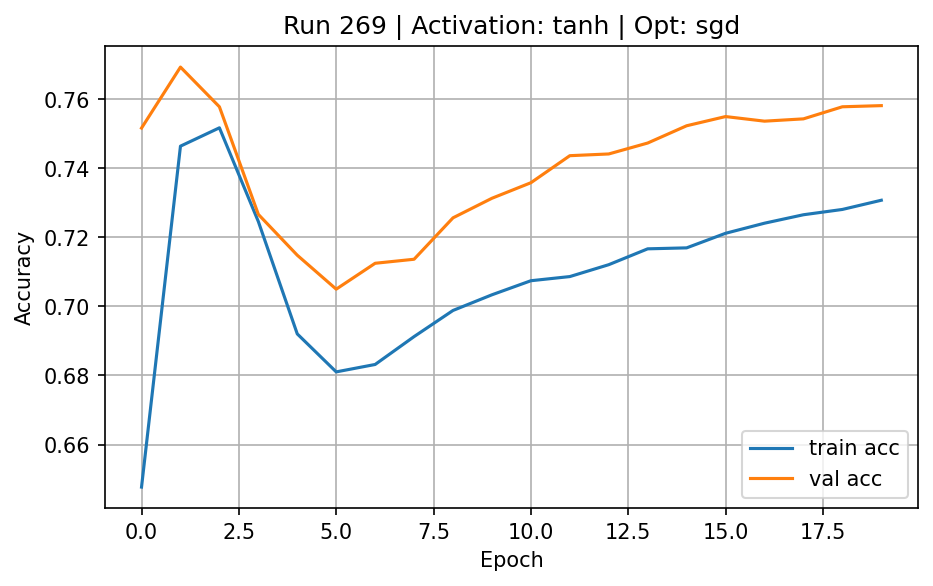 Run 269 | Activation: tanh | Opt: sgd
Accuracy
0.76
0.74
0.72
0.70
0.68
0.66
train acc
val acc
0.0 2.5 5.0 7.5 10.0 12.5 15.0 17.5
Epoch